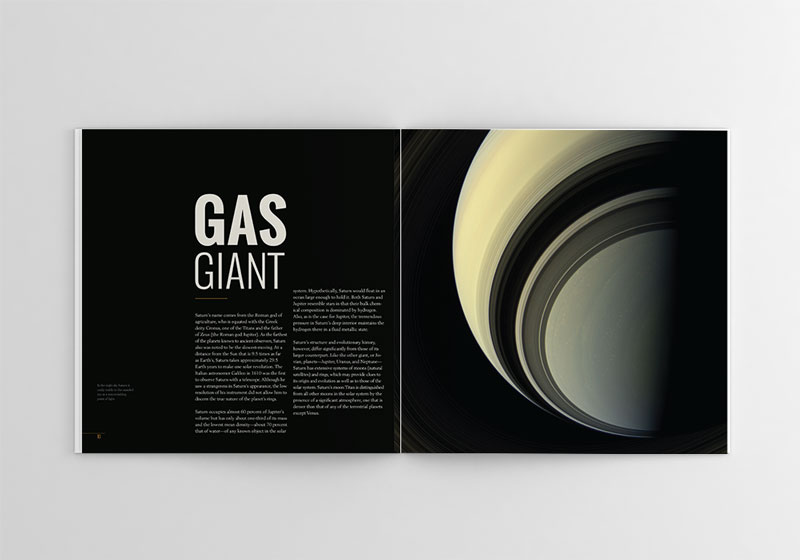 GAS
GIANT
Saturn's name comes from the Roman god of
agriculture, who is equated with the Greek
deity Cronus, one of the Titans and the father
of Zeus (the Roman god Jupiter). As the farthest
of the planets known to ancient observers, Saturn
also was noted to be the slowest-moving. At a
distance from the Sun that is 9.5 times as far
as Earth's, Saturn takes approximately 29.5
Earth years to make one solar revolution. The
Italian astronomer Galileo in 1610 was the first
to observe Saturn with a telescope. Although he
saw a strangeness in Saturn's appearance, the low
resolution of his instrument did not allow him to
discern the true nature of the planet's rings.
Saturn occupies almost 60 percent of Jupiter's
volume but has only about one-third of its mass
and the lowest mean density—about 70 percent
that of water—of any known object in the solar
system. Hypothetically, Saturn would float in an
ocean large enough to hold it. Both Saturn and
Jupiter resemble stars in that their bulk chem-
ical composition is dominated by hydrogen.
Also, as is the case for Jupiter, the tremendous
pressure in Saturn's deep interior maintains the
hydrogen there in a fluid metallic state.
Saturn's structure and evolutionary history,
however, differ significantly from those of its
larger counterpart. Like the other giant, or Jo-
vian, planets—Jupiter, Uranus, and Neptune—
Saturn has extensive systems of moons (natural
satellites) and rings, which may provide clues to
its origin and evolution as well as to those of the
solar system. Saturn's moon Titan is distinguished
from all other moons in the solar system by the
presence of a significant atmosphere, one that is
denser than that of any of the terrestrial planets
except Venus.